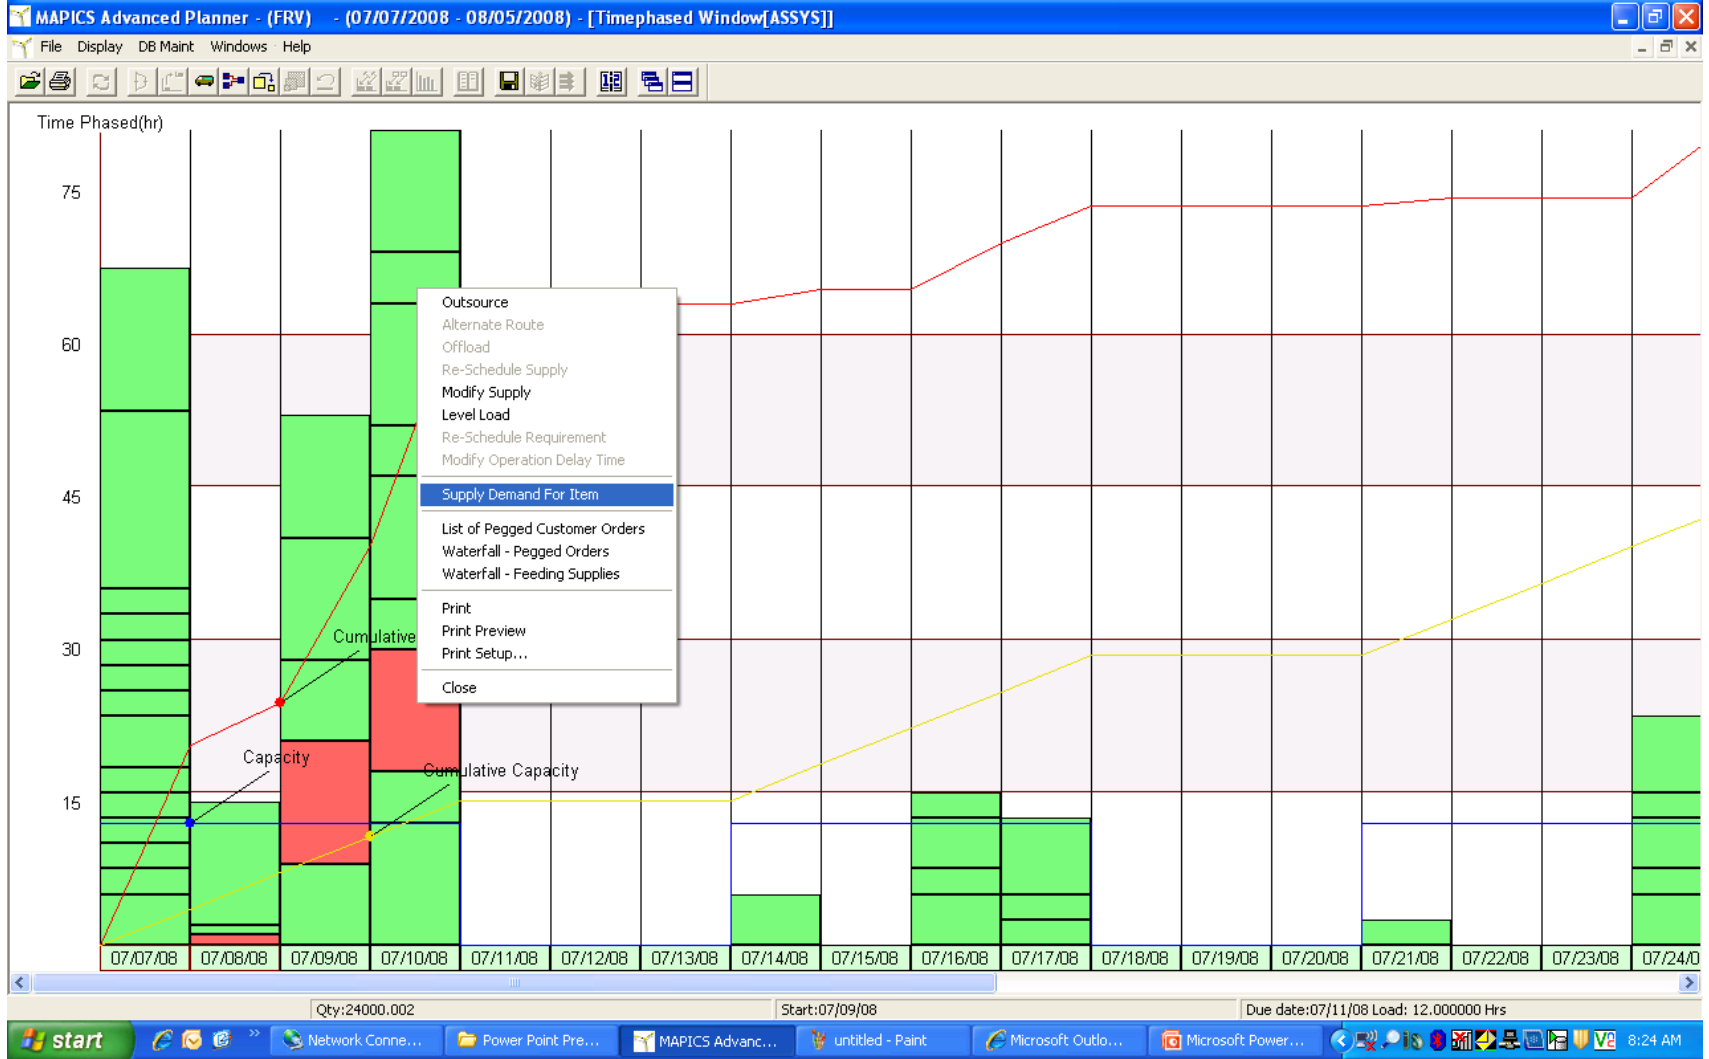 MAPICS Advanced Planner - (FRV) - (07/07/2008 - 08/05/2008) - [Timephased Window[ASSYS]]
File Display DB Maint Windows Help
Time Phased(hr)
75
60
45
30
15
Outsource
Alternate Route
Offload
Re-Schedule Supply
Modify Supply
Level Load
Re-Schedule Requirement
Modify Operation Delay Time
Supply Demand For Item
List of Pegged Customer Orders
Waterfall - Pegged Orders
Waterfall - Feeding Supplies
Print
Print Preview
Print Setup...
Close
Cumulative
Capacity
Cumulative Capacity
07/07/08 07/08/08 07/09/08 07/10/08 07/11/08 07/12/08 07/13/08 07/14/08 07/15/08 07/16/08 07/17/08 07/18/08 07/19/08 07/20/08 07/21/08 07/22/08 07/23/08 07/24/0
Qty:24000.002 Start:07/09/08 Due date:07/11/08 Load: 12.000000 Hrs
start Network Conne... Power Point Pre... MAPICS Advanc... untitled - Paint Microsoft Outlo... Microsoft Power... 8:24 AM